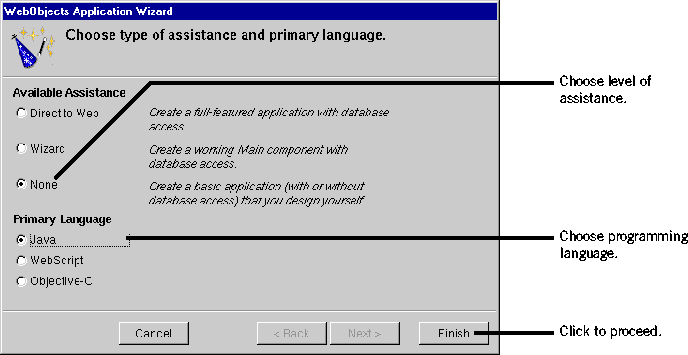 WebObjects Application Wizard
Choose type of assistance and primary language.
Available Assistance
Direct to Web
Create a full-featured application with database
access.
Wizard
Create a working Main component with
database access.
None
Create a basic application (with or without
database access) that you design yourself.
Primary Language
Java
WebScript
Objective-C
Cancel
< Back
Next >
Finish
Choose level of
assistance.
Choose programming
language.
Click to proceed.